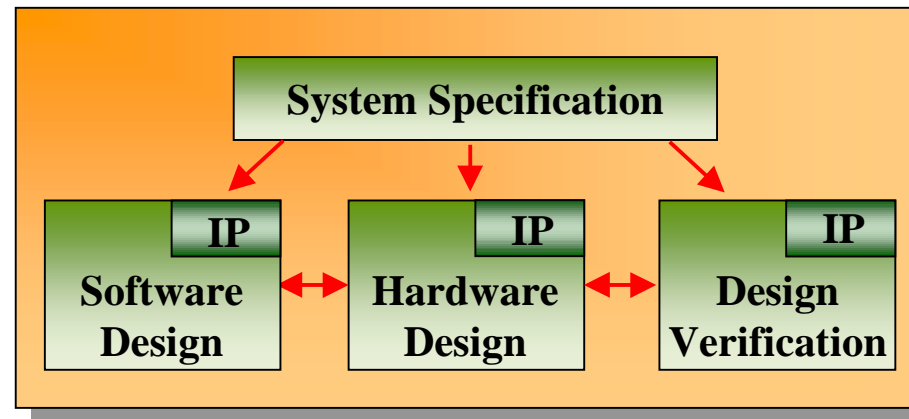 System Specification
IP
Software
Design
IP
Hardware
Design
IP
Design
Verification